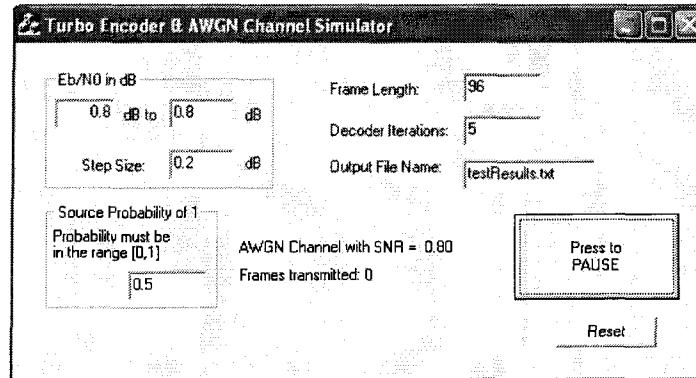 Turbo Encoder & AWGN Channel Simulator
Eb/N0 in dB
0.8 dB to 0.8 dB
Step Size: 0.2 dB
Frame Length: 96
Decoder Iterations: 5
Output File Name: testResults.txt
Source Probability of 1
Probability must be
in the range [0,1]
0.5
AWGN Channel with SNR = 0.80
Frames transmitted: 0
Press to
PAUSE
Reset